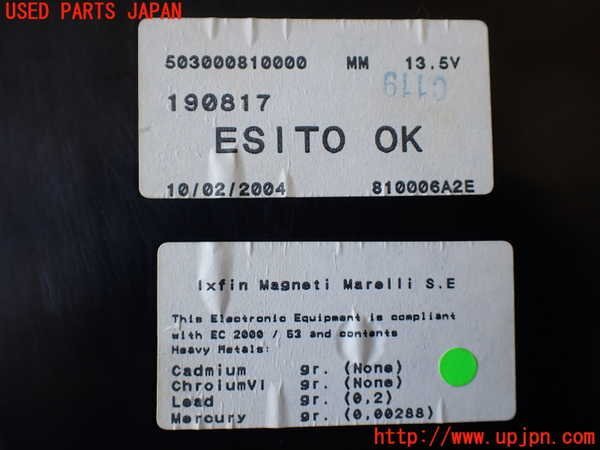 USED PARTS JAPAN
503000810000 MM 13.5V
G119
190817
ESITO OK
10/02/2004 810006A2E
Ixfin Magneti Marelli S.E
This Electronic Equipment is compliant
with EC 2000 / 53 and contents
Heavy Metals:
Cadmium gr. (None)
ChroiumVI gr. (None)
Lead gr. (0,2)
Mercury gr. (0,00288)
http://www.upjpn.com/